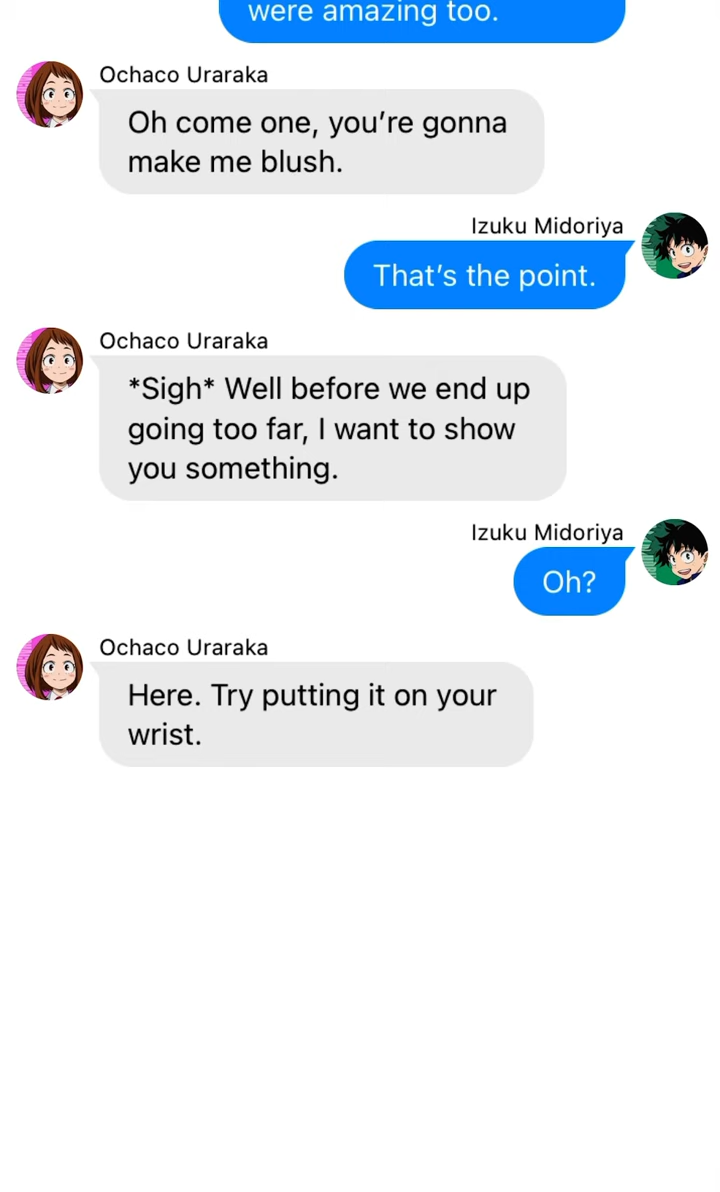 were amazing too.
Ochaco Uraraka
Oh come one, you’re gonna
make me blush.
Izuku Midoriya
That’s the point.
Ochaco Uraraka
*Sigh* Well before we end up
going too far, I want to show
you something.
Izuku Midoriya
Oh?
Ochaco Uraraka
Here. Try putting it on your
wrist.